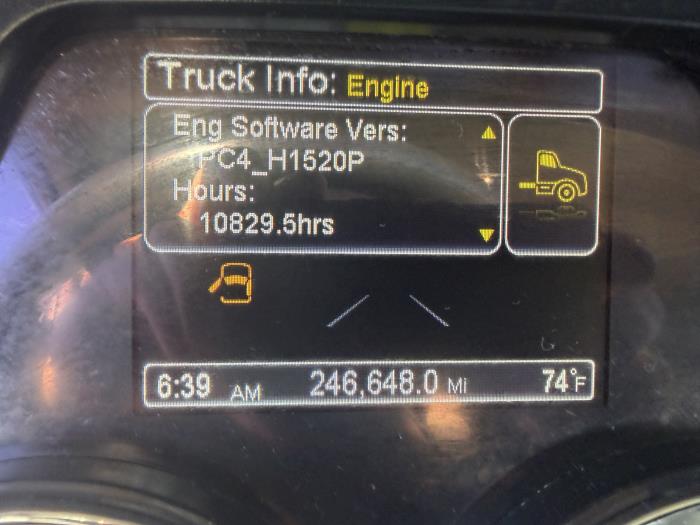 Truck Info: Engine
Eng Software Vers:
PC4_H1520P
Hours:
10829.5hrs
6:39 AM 246,648.0 Mi 74°F